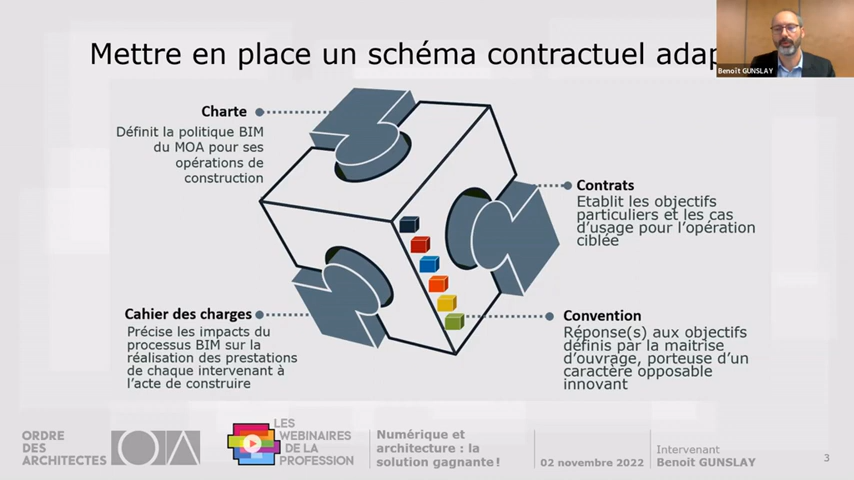 Mettre en place un schéma contractuel adap
Benoit GUNSLAY
Charte
Définit la politique BIM
du MOA pour ses
opérations de
construction
Contrats
Etablit les objectifs
particuliers et les cas
d'usage pour l'opération
ciblée
Cahier des charges
Précise les impacts du
processus BIM sur la
réalisation des prestations
de chaque intervenant à
l'acte de construire
Convention
Réponse(s) aux objectifs
définis par la maitrise
d'ouvrage, porteuse d'un
caractère opposable
innovant
ORDRE
DES
ARCHITECTES
LES
WEBINAIRES
DE LA
PROFESSION
Numérique et
architecture : la
solution gagnante !
02 novembre 2022
Intervenant
Benoit GUNSLAY
3